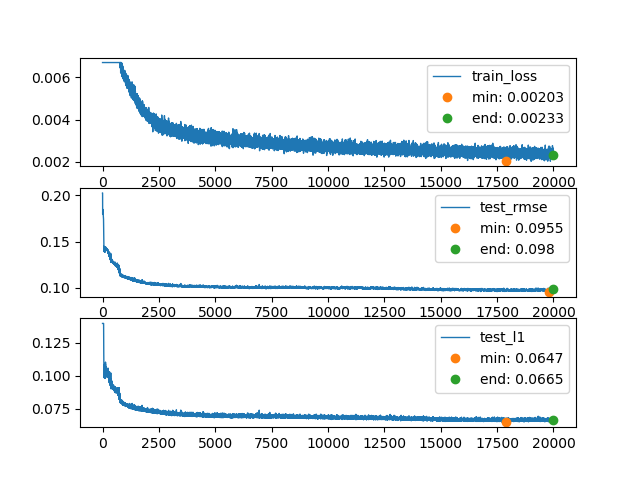 train_loss
min: 0.00203
end: 0.00233
0.006
0.004
0.002
0 2500 5000 7500 10000 12500 15000 17500 20000
test_rmse
min: 0.0955
end: 0.098
0.20
0.15
0.10
0 2500 5000 7500 10000 12500 15000 17500 20000
test_l1
min: 0.0647
end: 0.0665
0.125
0.100
0.075
0 2500 5000 7500 10000 12500 15000 17500 20000